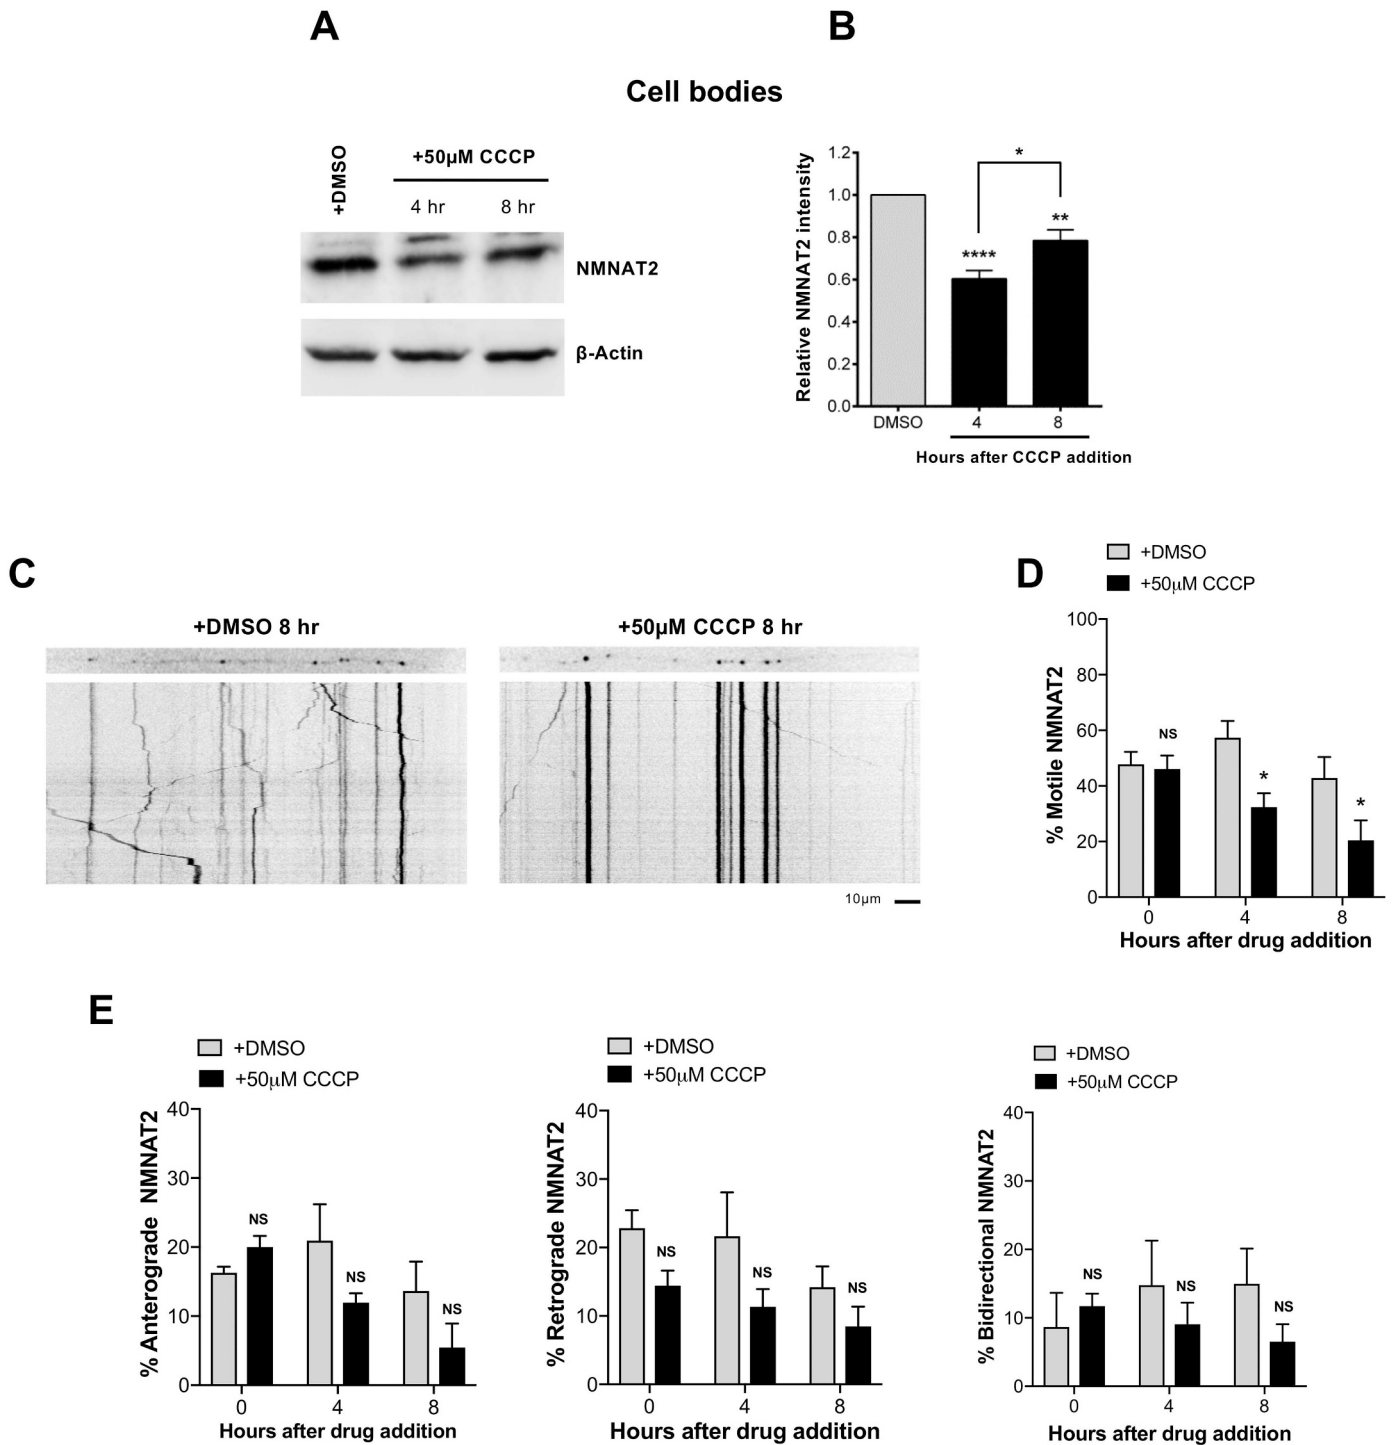 A
B
Cell bodies
+DMSO
+50µM CCCP
4 hr
8 hr
NMNAT2
β-Actin
Relative NMNAT2 intensity
1.2
1.0
0.8
0.6
0.4
0.2
0.0
*
****
**
DMSO
4
8
Hours after CCCP addition
C
+DMSO 8 hr
+50µM CCCP 8 hr
10µm
D
+DMSO
+50µM CCCP
% Motile NMNAT2
100
80
60
40
20
0
NS
*
*
0
4
8
Hours after drug addition
E
+DMSO
+50µM CCCP
% Anterograde NMNAT2
40
30
20
10
0
NS
NS
NS
0
4
8
Hours after drug addition
+DMSO
+50µM CCCP
% Retrograde NMNAT2
40
30
20
10
0
NS
NS
NS
0
4
8
Hours after drug addition
+DMSO
+50µM CCCP
% Bidirectional NMNAT2
40
30
20
10
0
NS
NS
NS
0
4
8
Hours after drug addition